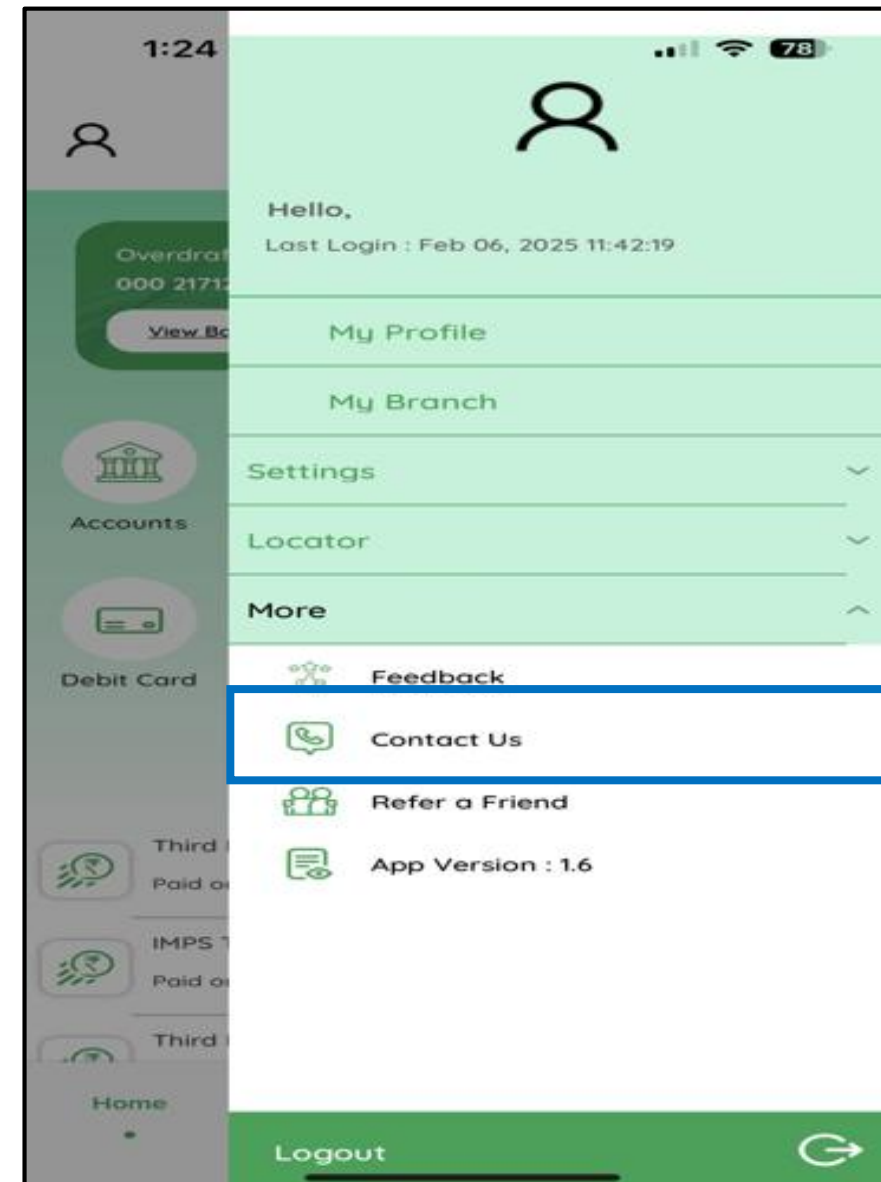 1:24
78
Hello,
Last Login : Feb 06, 2025 11:42:19
Overdraf
000 21712
View Ba
My Profile
My Branch
Settings
Locator
More
Accounts
Debit Card
Feedback
Contact Us
Refer a Friend
App Version : 1.6
Third
Paid o
IMPS T
Paid o
Third
Home
Logout